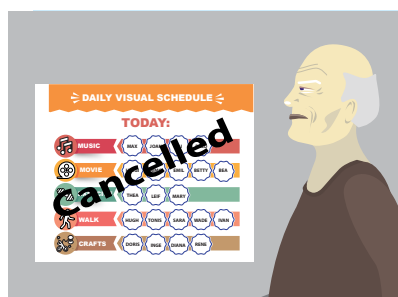 DAILY VISUAL SCHEDULE
TODAY:
MUSIC MAX
MOVIE EMIL BETTY BEA
THEA LEIF MARY
WALK HUGH TONIS SARA WADE IVAN
CRAFTS DORIS INGE DIANA RENE
Cancelled